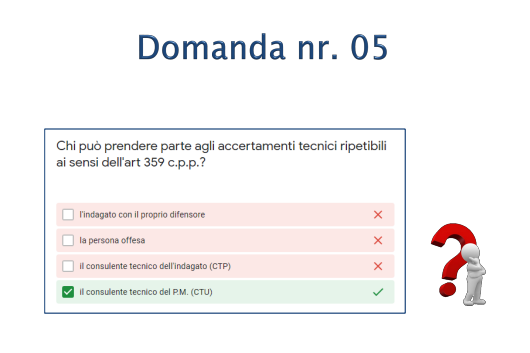 Domanda nr. 05
Chi può prendere parte agli accertamenti tecnici ripetibili
ai sensi dell'art 359 c.p.p.?
l'indagato con il proprio difensore
la persona offesa
il consulente tecnico dell'indagato (CTP)
il consulente tecnico del P.M. (CTU)